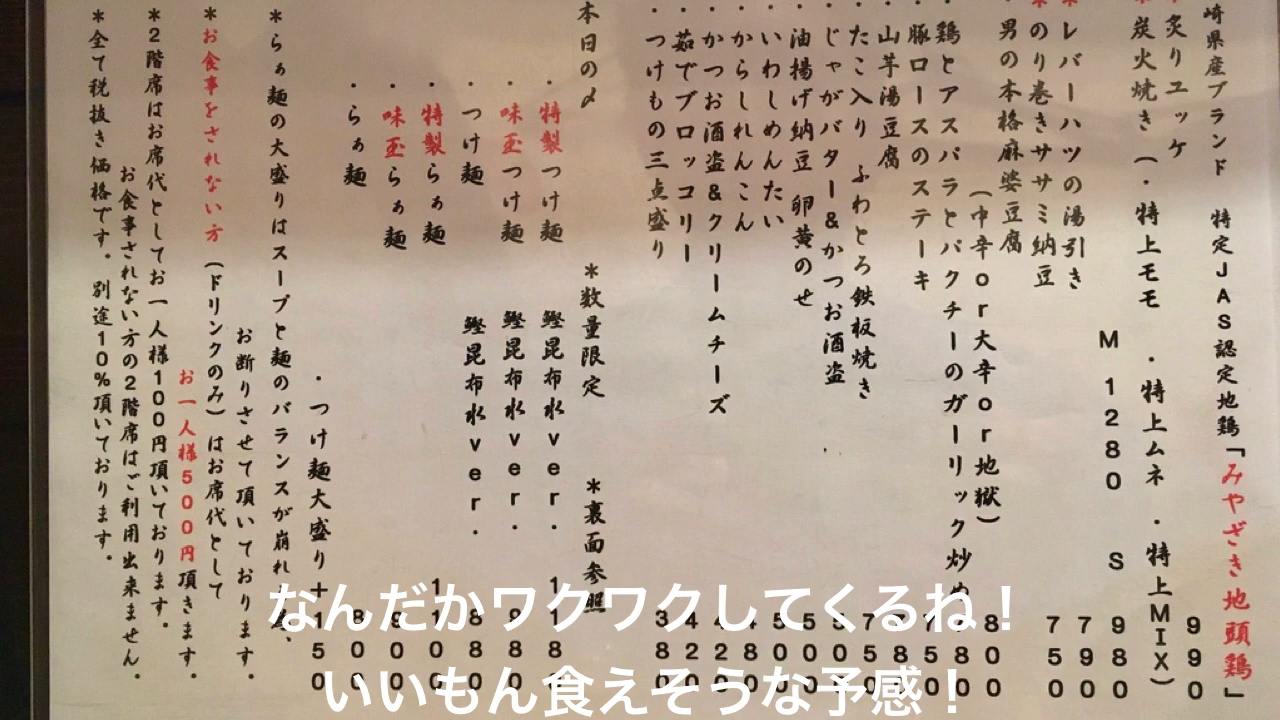 崎県産ブランド 特定JAS認定地鶏「みやざき地頭鶏」
炙りユッケ 990
炭火焼き(・特上モモ ・特上ムネ ・特上MIX)
M 1280 S 980
*レバーハツの湯引き 790
*のり巻きササミ納豆 750
男の本格麻婆豆腐
(中辛or大辛or地獄) 800
・鶏とアスパラとパクチーのガーリック炒め 880
・豚ロースのステーキ
・山芋湯豆腐
・たこ入り ふわとろ鉄板焼き 750
・じゃがバター&かつお酒盗
・油揚げ納豆 卵黄のせ 500
・いわしめんたい 500
・からしれんこん 480
・かつお酒盗&クリームチーズ 420
・茹でブロッコリー 420
・つけもの三点盛り 380
本日の〆 *数量限定 *裏面参照
・特製つけ麺 鰹昆布水ver. 1180
・味玉つけ麺 鰹昆布水ver. 980
・つけ麺 鰹昆布水ver. 880
・特製らぁ麺 1100
・味玉らぁ麺 900
・らぁ麺 800
・つけ麺大盛り+150
*らぁ麺の大盛りはスープと麺のバランスが崩れ
お断りさせて頂いております。
*お食事をされない方(ドリンクのみ)はお席代として
お一人様500円頂きます。
*2階席はお席代としてお一人様100円頂いております。
お食事されない方の2階席はご利用出来ません。
*全て税抜き価格です。別途10%頂いております。
なんだかワクワクしてくるね!
いいもん食えそうな予感!